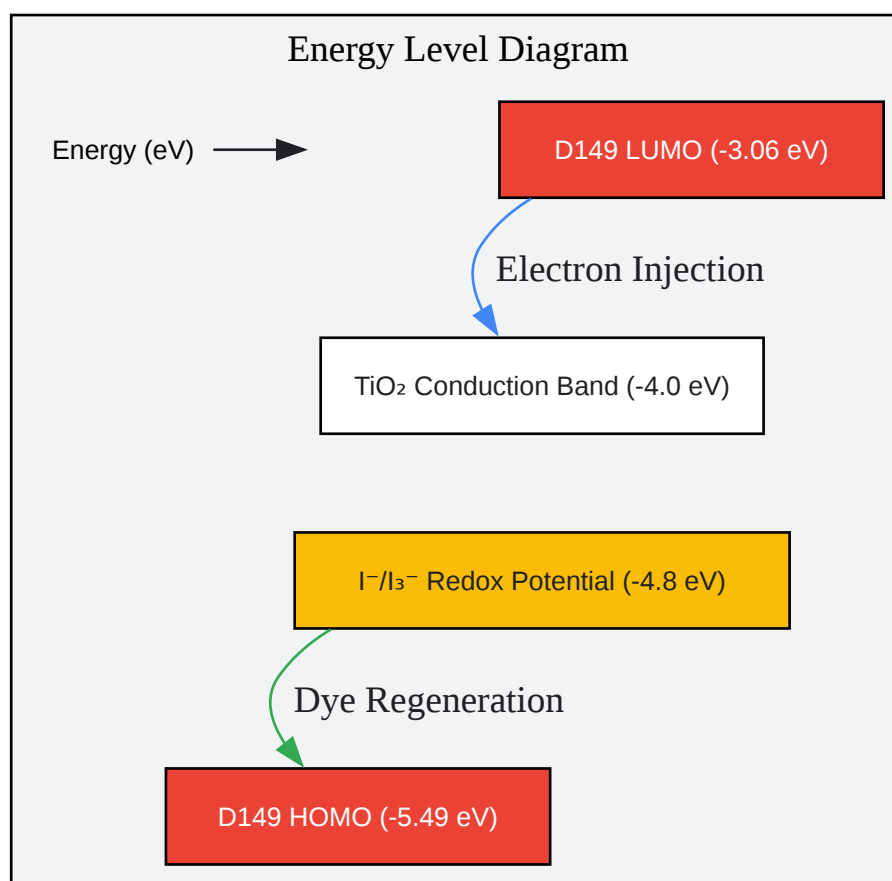 Energy Level Diagram
Energy (eV)
D149 LUMO (-3.06 eV)
Electron Injection
TiO₂ Conduction Band (-4.0 eV)
I⁻/I₃⁻ Redox Potential (-4.8 eV)
Dye Regeneration
D149 HOMO (-5.49 eV)